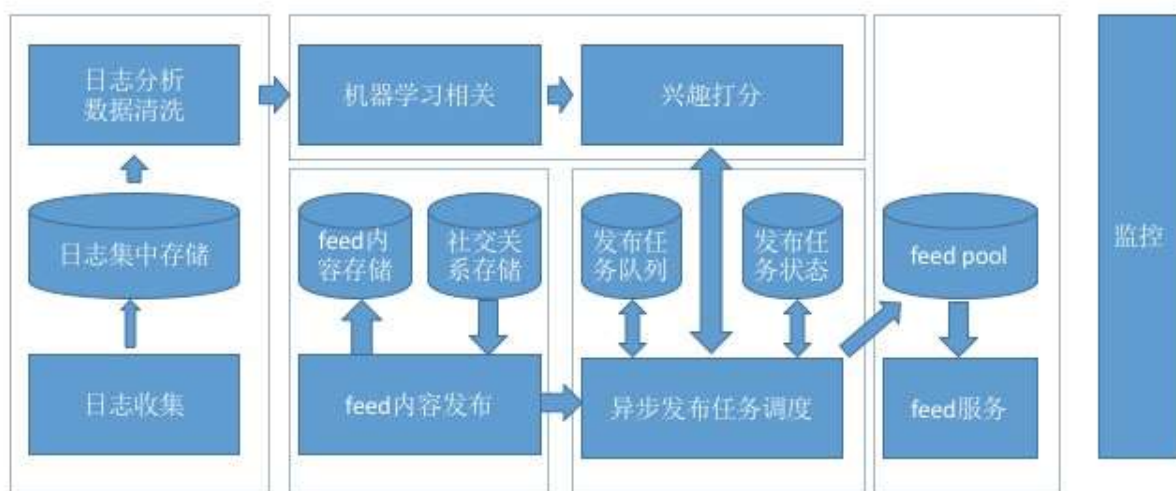 日志分析
数据清洗
机器学习相关
兴趣打分
日志集中存储
feed内
容存储
社交关
系存储
发布任
务队列
发布任
务状态
feed pool
监控
日志收集
feed内容发布
异步发布任务调度
feed服务